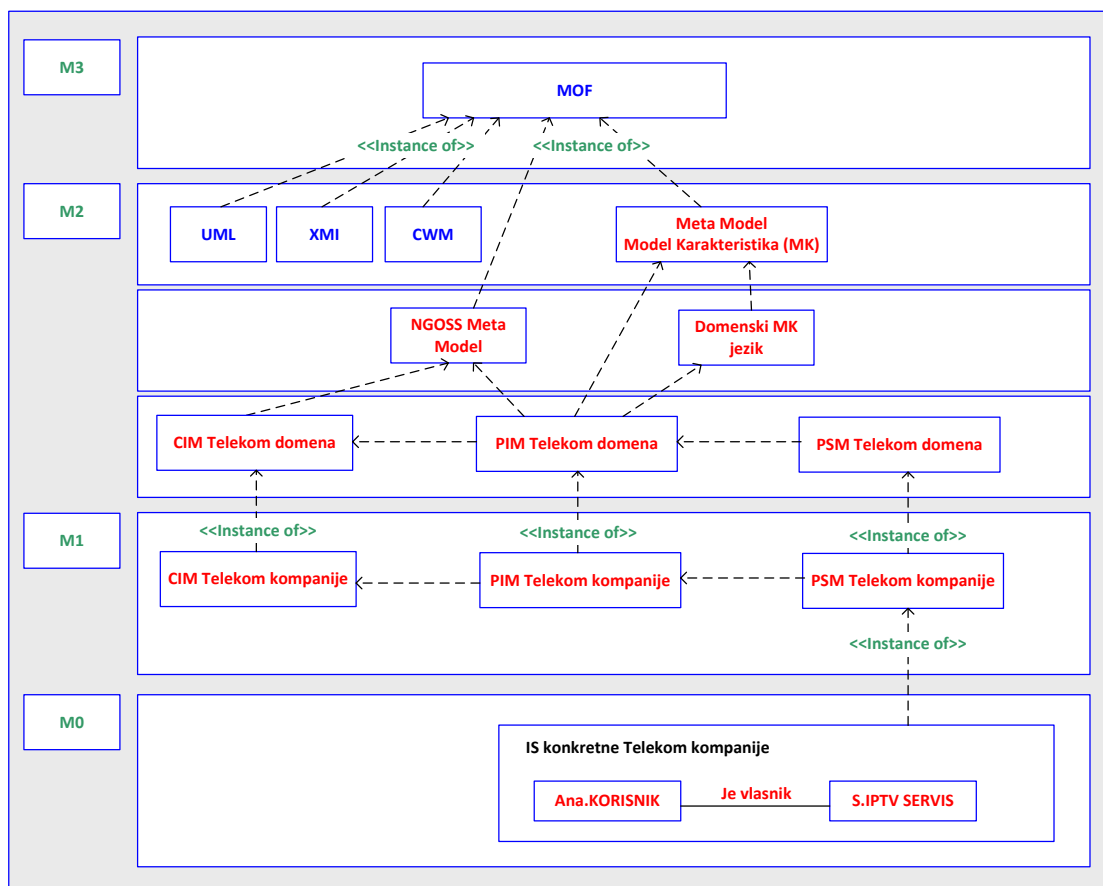 M3
MOF
<<Instance of>>
<<Instance of>>
M2
UML
XMI
CWM
Meta Model
Model Karakteristika (MK)
NGOSS Meta
Model
Domenski MK
jezik
CIM Telekom domena
PIM Telekom domena
PSM Telekom domena
M1
<<Instance of>>
<<Instance of>>
<<Instance of>>
CIM Telekom kompanije
PIM Telekom kompanije
PSM Telekom kompanije
<<Instance of>>
M0
IS konkretne Telekom kompanije
Ana.KORISNIK
Je vlasnik
S.IPTV SERVIS